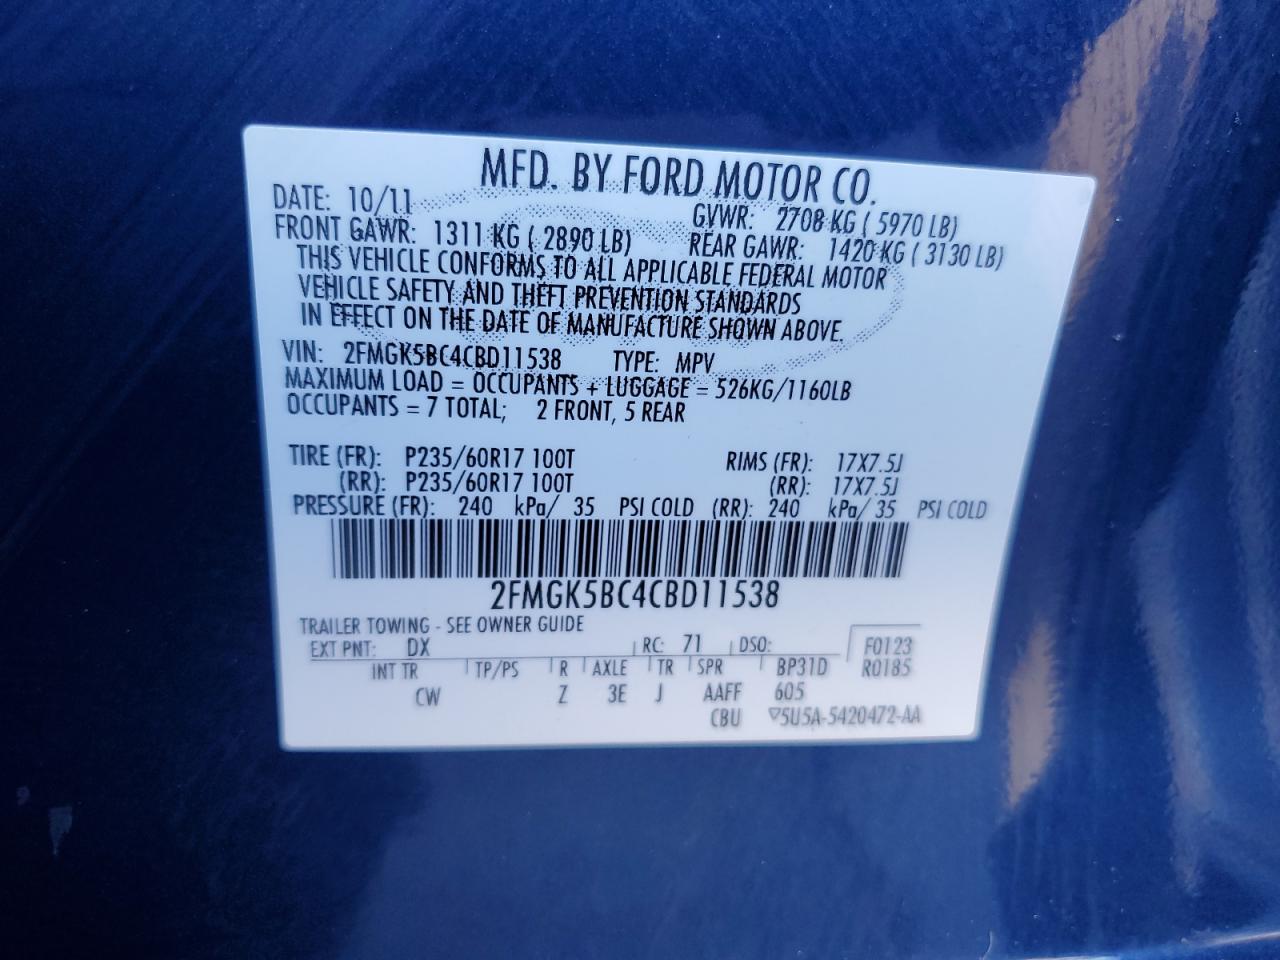 MFD. BY FORD MOTOR CO.
DATE: 10/11 GVWR: 2708 KG ( 5970 LB)
FRONT GAWR: 1311 KG ( 2890 LB) REAR GAWR: 1420 KG ( 3130 LB)
THIS VEHICLE CONFORMS TO ALL APPLICABLE FEDERAL MOTOR
VEHICLE SAFETY AND THEFT PREVENTION STANDARDS
IN EFFECT ON THE DATE OF MANUFACTURE SHOWN ABOVE.
VIN: 2FMGK5BC4CBD11538 TYPE: MPV
MAXIMUM LOAD = OCCUPANTS + LUGGAGE = 526KG/1160LB
OCCUPANTS = 7 TOTAL; 2 FRONT, 5 REAR
TIRE (FR): P235/60R17 100T RIMS (FR): 17X7.5J
(RR): P235/60R17 100T (RR): 17X7.5J
PRESSURE (FR): 240 kPa/ 35 PSI COLD (RR): 240 kPa/ 35 PSI COLD
2FMGK5BC4CBD11538
TRAILER TOWING - SEE OWNER GUIDE
EXT PNT: DX RC: 71 DSO: F0123
INT TR TP/PS R AXLE TR SPR BP31D R0185
CW Z 3E J AAFF 605
CBU ▽5U5A-5420472-AA